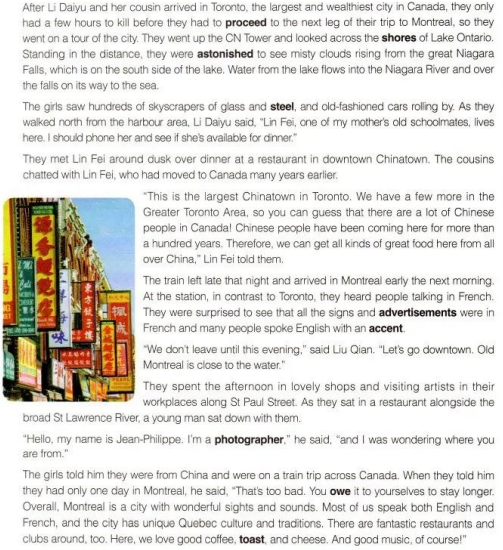 After Li Daiyu and her cousin arrived in Toronto, the largest and wealthiest city in Canada, they only
had a few hours to kill before they had to proceed to the next leg of their trip to Montreal, so they
went on a tour of the city. They went up the CN Tower and looked across the shores of Lake Ontario.
Standing in the distance, they were astonished to see misty clouds rising from the great Niagara
Falls, which is on the south side of the lake. Water from the lake flows into the Niagara River and over
the falls on its way to the sea.
The girls saw hundreds of skyscrapers of glass and steel, and old-fashioned cars rolling by. As they
walked north from the harbour area, Li Daiyu said, "Lin Fei, one of my mother's old schoolmates, lives
here. I should phone her and see if she's available for dinner."
They met Lin Fei around dusk over dinner at a restaurant in downtown Chinatown. The cousins
chatted with Lin Fei, who had moved to Canada many years earlier.
"This is the largest Chinatown in Toronto. We have a few more in the
Greater Toronto Area, so you can guess that there are a lot of Chinese
people in Canada! Chinese people have been coming here for more than
a hundred years. Therefore, we can get all kinds of great food here from all
over China," Lin Fei told them.
The train left late that night and arrived in Montreal early the next morning.
At the station, in contrast to Toronto, they heard people talking in French.
They were surprised to see that all the signs and advertisements were in
French and many people spoke English with an accent.
"We don't leave until this evening," said Liu Qian. "Let's go downtown. Old
Montreal is close to the water."
They spent the afternoon in lovely shops and visiting artists in their
workplaces along St Paul Street. As they sat in a restaurant alongside the
broad St Lawrence River, a young man sat down with them.
"Hello, my name is Jean-Philippe. I'm a photographer," he said, "and I was wondering where you
are from."
The girls told him they were from China and were on a train trip across Canada. When they told him
they had only one day in Montreal, he said, "That's too bad. You owe it to yourselves to stay longer.
Overall, Montreal is a city with wonderful sights and sounds. Most of us speak both English and
French, and the city has unique Quebec culture and traditions. There are fantastic restaurants and
clubs around, too. Here, we love good coffee, toast, and cheese. And good music, of course!"